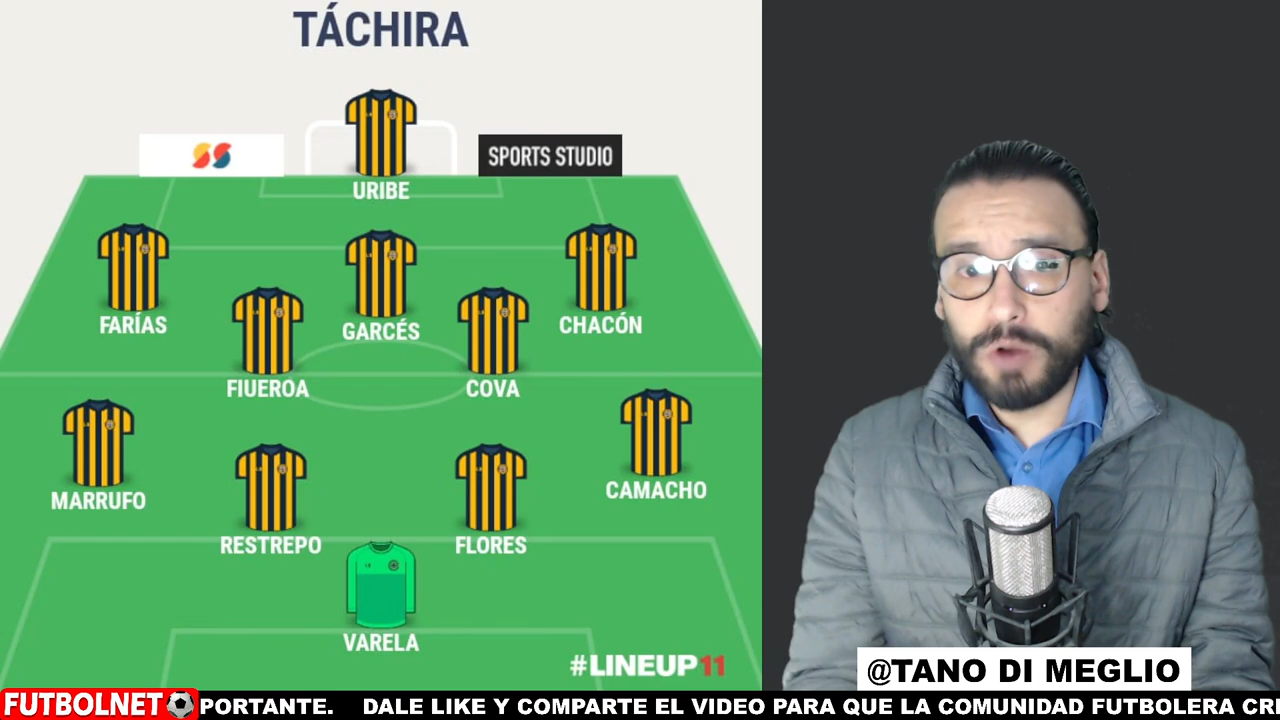 TÁCHIRA
SPORTS STUDIO
URIBE
FARÍAS
GARCÉS
CHACÓN
FIUEROA
COVA
MARRUFO
CAMACHO
RESTREPO
FLORES
VARELA
#LINEUP11
@TANO DI MEGLIO
FUTBOLNET PORTANTE. DALE LIKE Y COMPARTE EL VIDEO PARA QUE LA COMUNIDAD FUTBOLERA CR